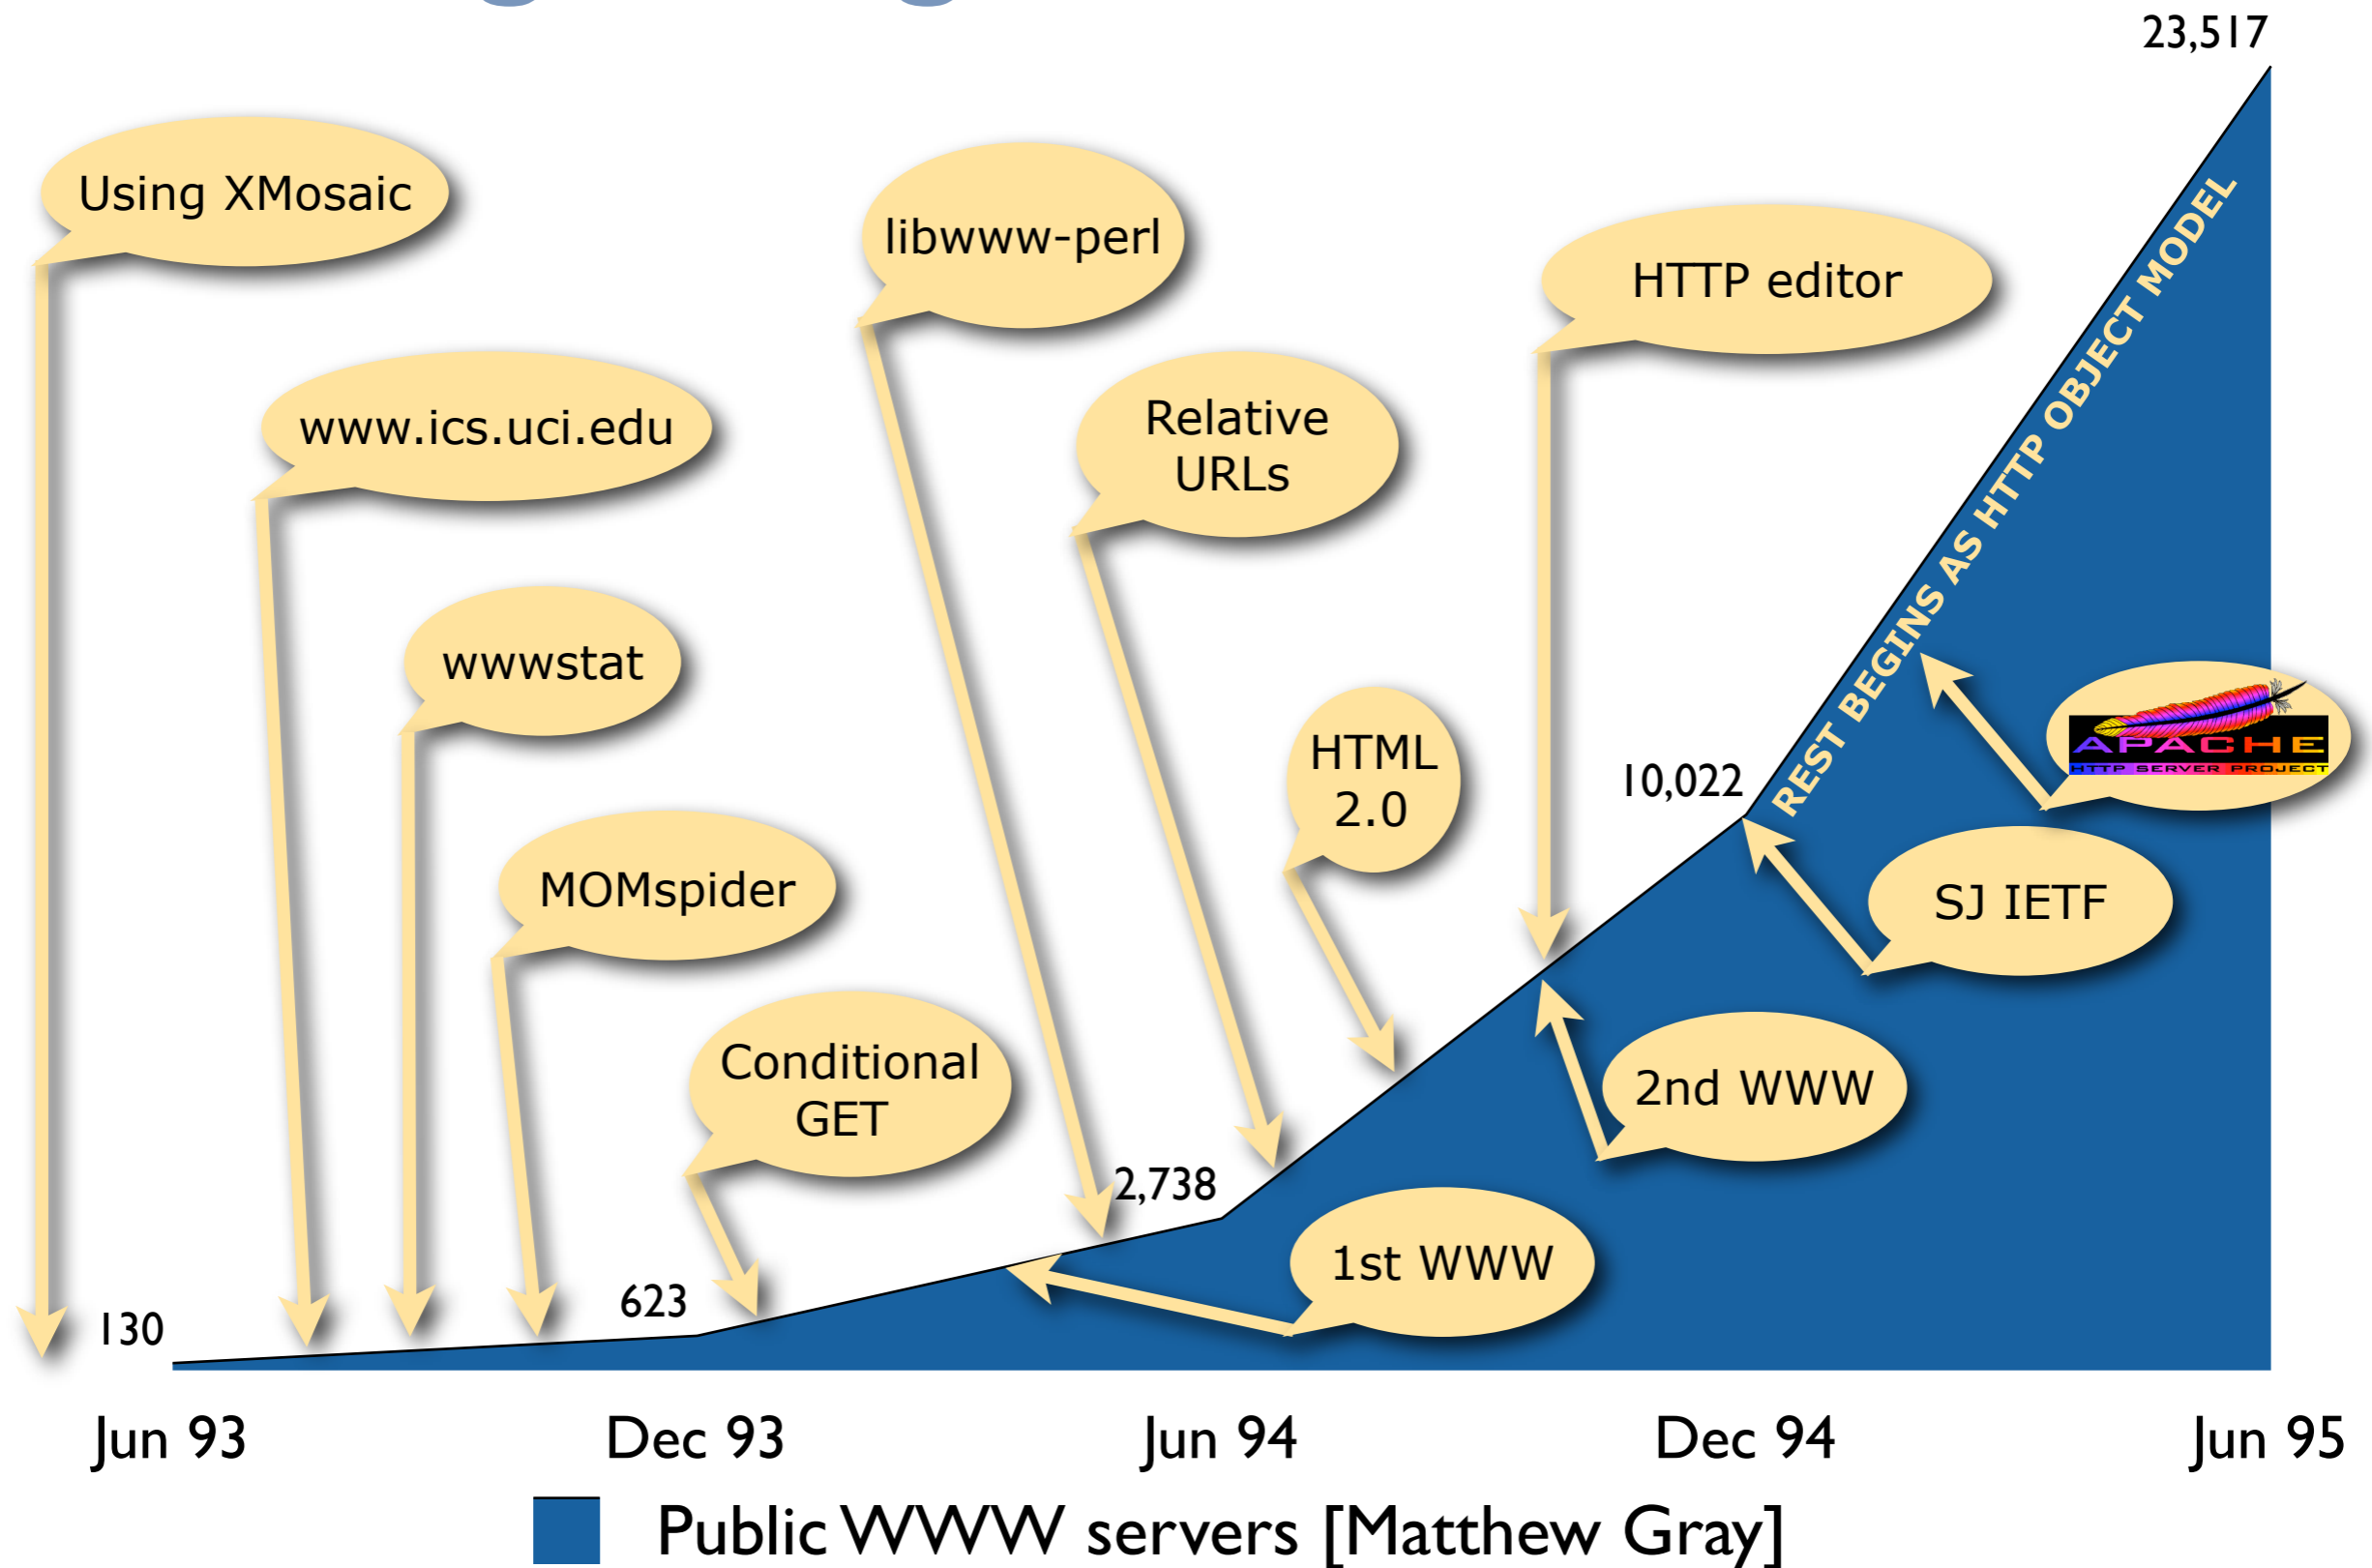 23,517
Using XMosaic
libwww-perl
HTTP editor
www.ics.uci.edu
Relative
URLs
REST BEGINS AS HTTP OBJECT MODEL
wwwstat
APACHE
HTTP SERVER PROJECT
HTML
2.0
10,022
MOMspider
SJ IETF
Conditional
GET
2nd WWW
2,738
1st WWW
623
130
Jun 93
Dec 93
Jun 94
Dec 94
Jun 95
Public WWW servers [Matthew Gray]